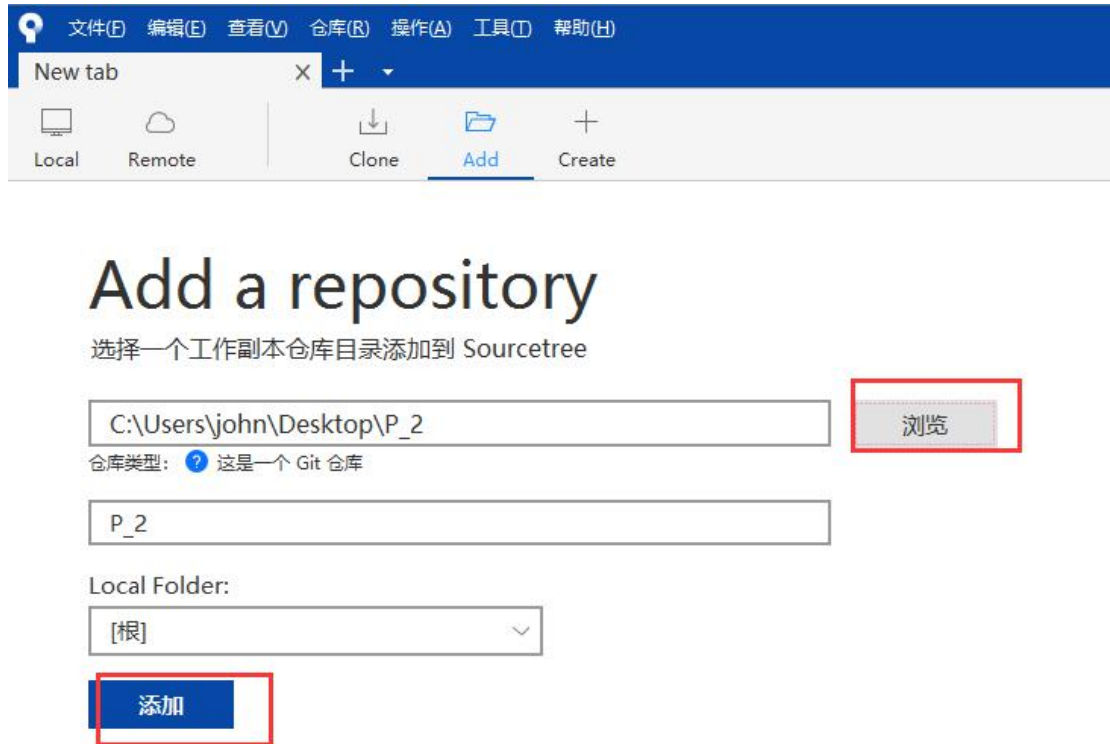 文件(F) 编辑(E) 查看(V) 仓库(R) 操作(A) 工具(T) 帮助(H)
New tab
Local Remote Clone Add Create
Add a repository
选择一个工作副本仓库目录添加到 Sourcetree
C:\Users\john\Desktop\P_2 浏览
仓库类型: ? 这是一个 Git 仓库
P_2
Local Folder:
[根]
添加